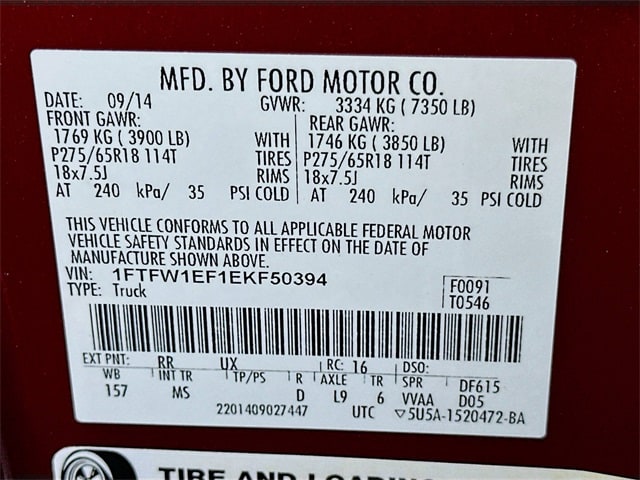 MFD. BY FORD MOTOR CO.
DATE: 09/14 GVWR: 3334 KG ( 7350 LB)
FRONT GAWR: REAR GAWR:
1769 KG ( 3900 LB) WITH 1746 KG ( 3850 LB) WITH
P275/65R18 114T TIRES P275/65R18 114T TIRES
18x7.5J RIMS 18x7.5J RIMS
AT 240 kPa/ 35 PSI COLD AT 240 kPa/ 35 PSI COLD
THIS VEHICLE CONFORMS TO ALL APPLICABLE FEDERAL MOTOR
VEHICLE SAFETY STANDARDS IN EFFECT ON THE DATE OF
MANUFACTURE SHOWN ABOVE.
VIN: 1FTFW1EF1EKF50394 F0091
TYPE: Truck T0546
EXT PNT: RR UX RC: 16 DSO:
WB INT TR TP/PS R AXLE TR SPR DF615
157 MS D L9 6 VVAA D05
2201409027447 UTC ▽5U5A-1520472-BA
TIRE AND LOADING